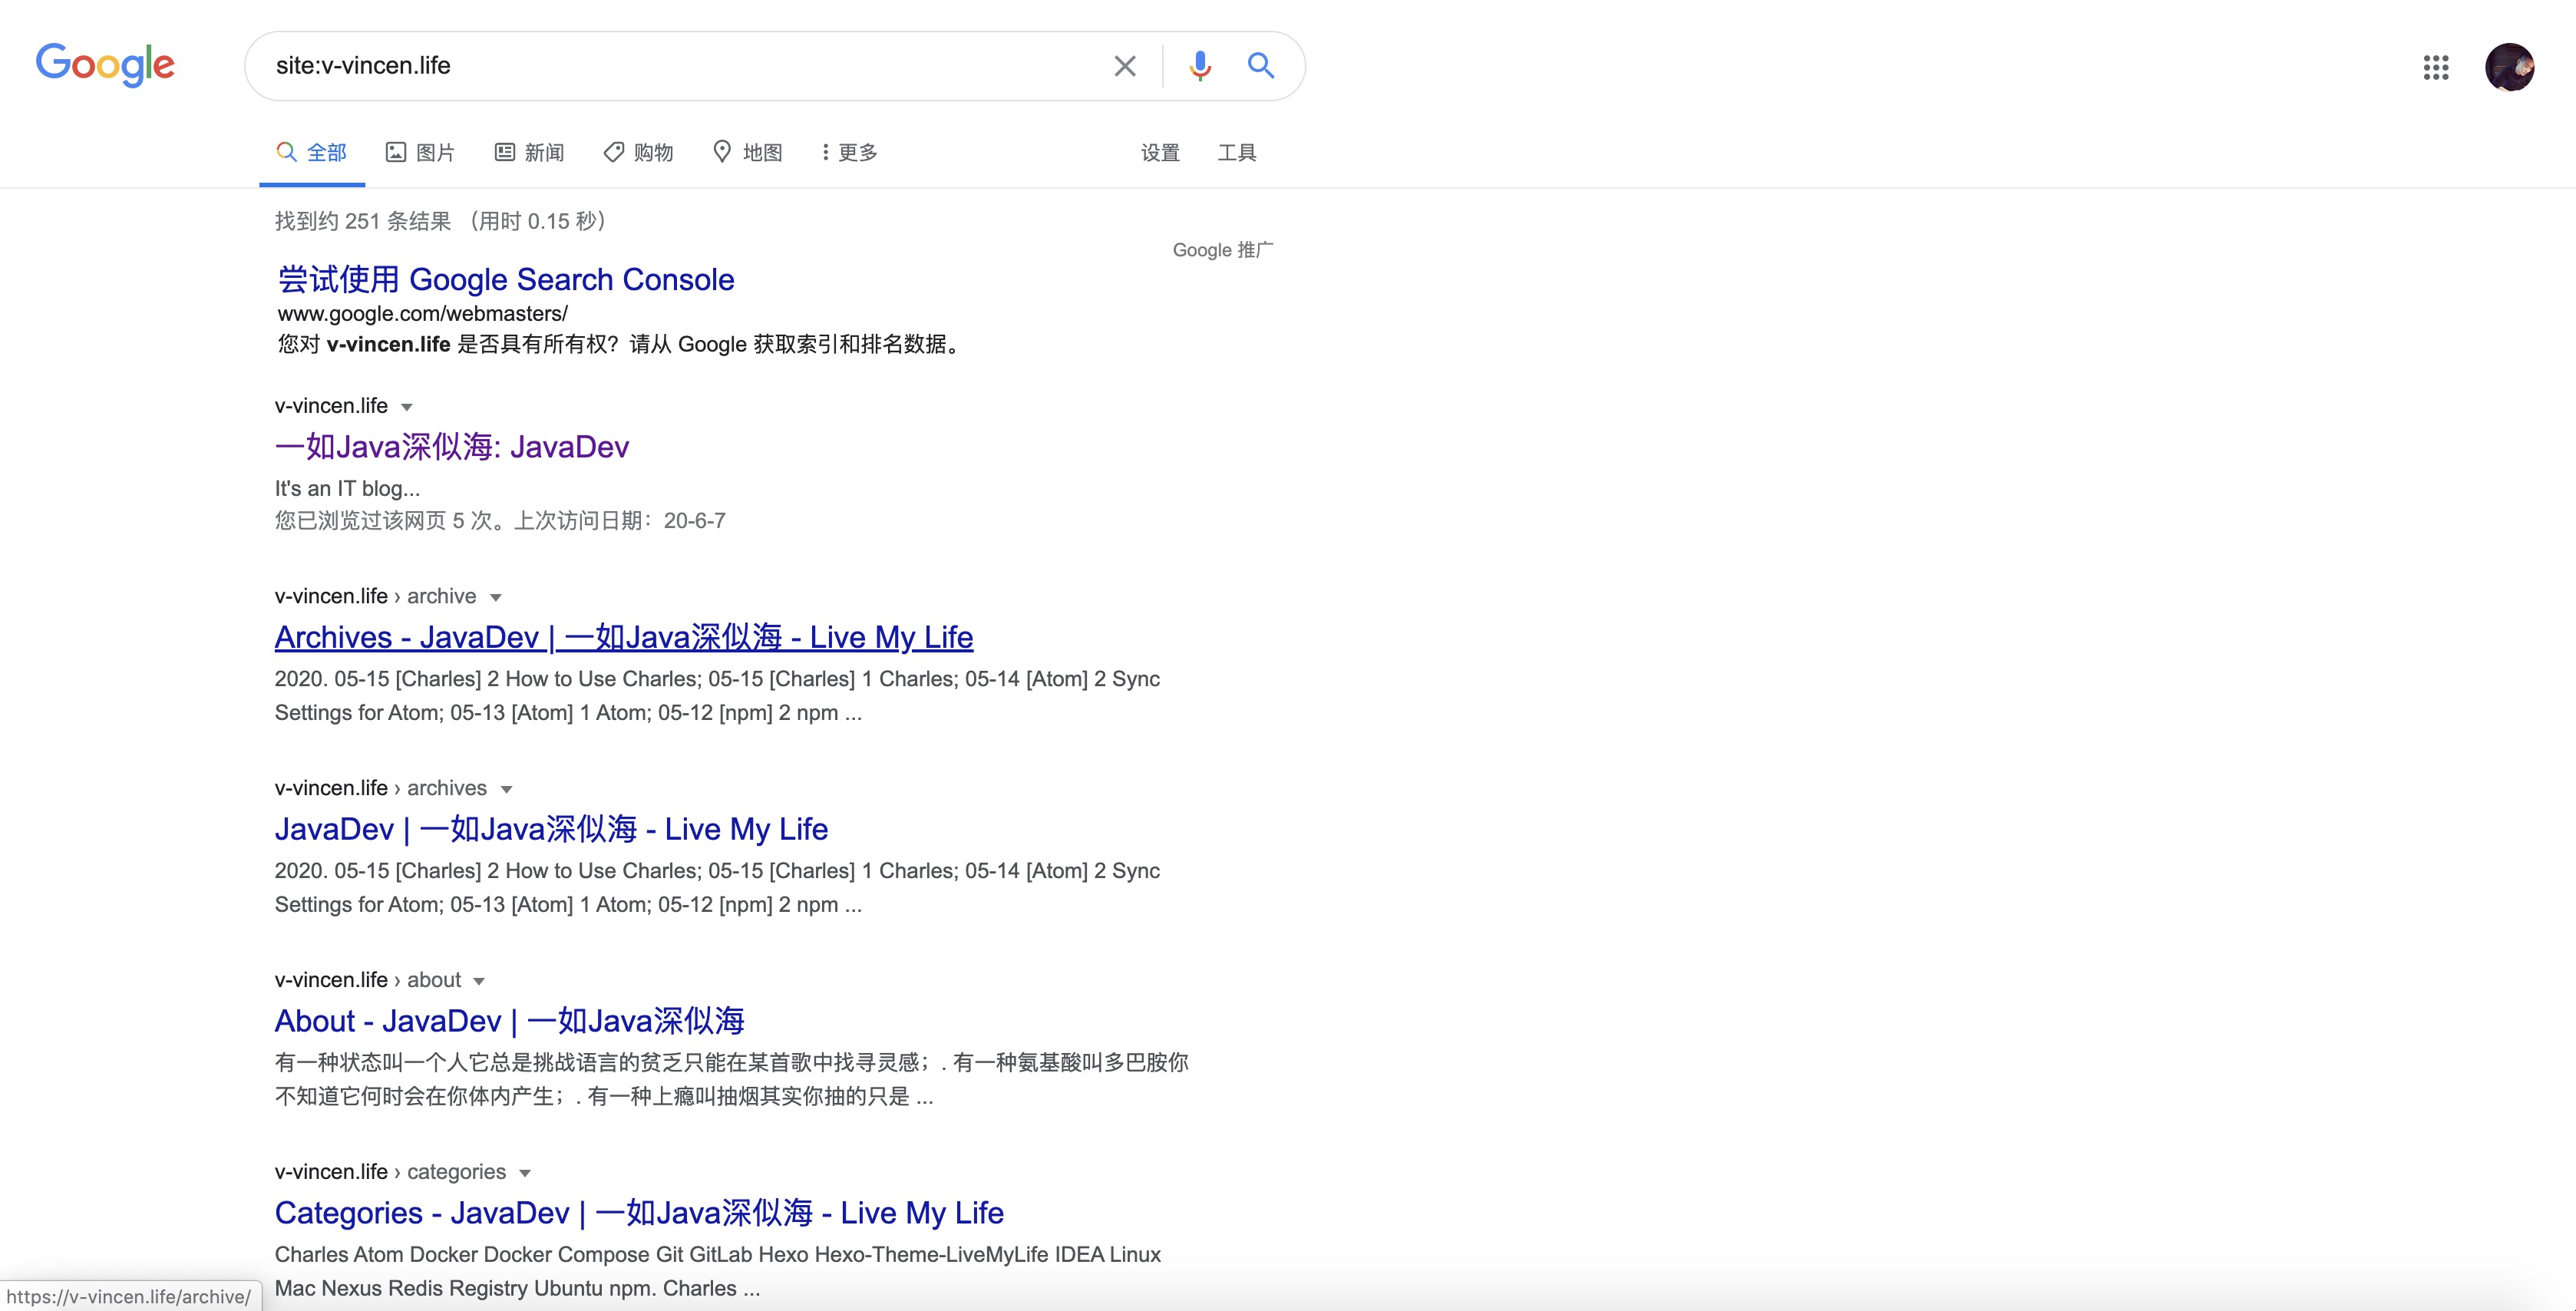 Google
site:v-vincen.life
全部 图片 新闻 购物 地图 更多 设置 工具
找到约 251 条结果 （用时 0.15 秒）
Google 推广
尝试使用 Google Search Console
www.google.com/webmasters/
您对 v-vincen.life 是否具有所有权？请从 Google 获取索引和排名数据。
v-vincen.life
一如Java深似海: JavaDev
It's an IT blog...
您已浏览过该网页 5 次。上次访问日期：20-6-7
v-vincen.life › archive
Archives - JavaDev | 一如Java深似海 - Live My Life
2020. 05-15 [Charles] 2 How to Use Charles; 05-15 [Charles] 1 Charles; 05-14 [Atom] 2 Sync
Settings for Atom; 05-13 [Atom] 1 Atom; 05-12 [npm] 2 npm ...
v-vincen.life › archives
JavaDev | 一如Java深似海 - Live My Life
2020. 05-15 [Charles] 2 How to Use Charles; 05-15 [Charles] 1 Charles; 05-14 [Atom] 2 Sync
Settings for Atom; 05-13 [Atom] 1 Atom; 05-12 [npm] 2 npm ...
v-vincen.life › about
About - JavaDev | 一如Java深似海
有一种状态叫一个人它总是挑战语言的贫乏只能在某首歌中找寻灵感；. 有一种氨基酸叫多巴胺你
不知道它何时会在你体内产生；. 有一种上瘾叫抽烟其实你抽的只是 ...
v-vincen.life › categories
Categories - JavaDev | 一如Java深似海 - Live My Life
Charles Atom Docker Docker Compose Git GitLab Hexo Hexo-Theme-LiveMyLife IDEA Linux
Mac Nexus Redis Registry Ubuntu npm. Charles ...
https://v-vincen.life/archive/